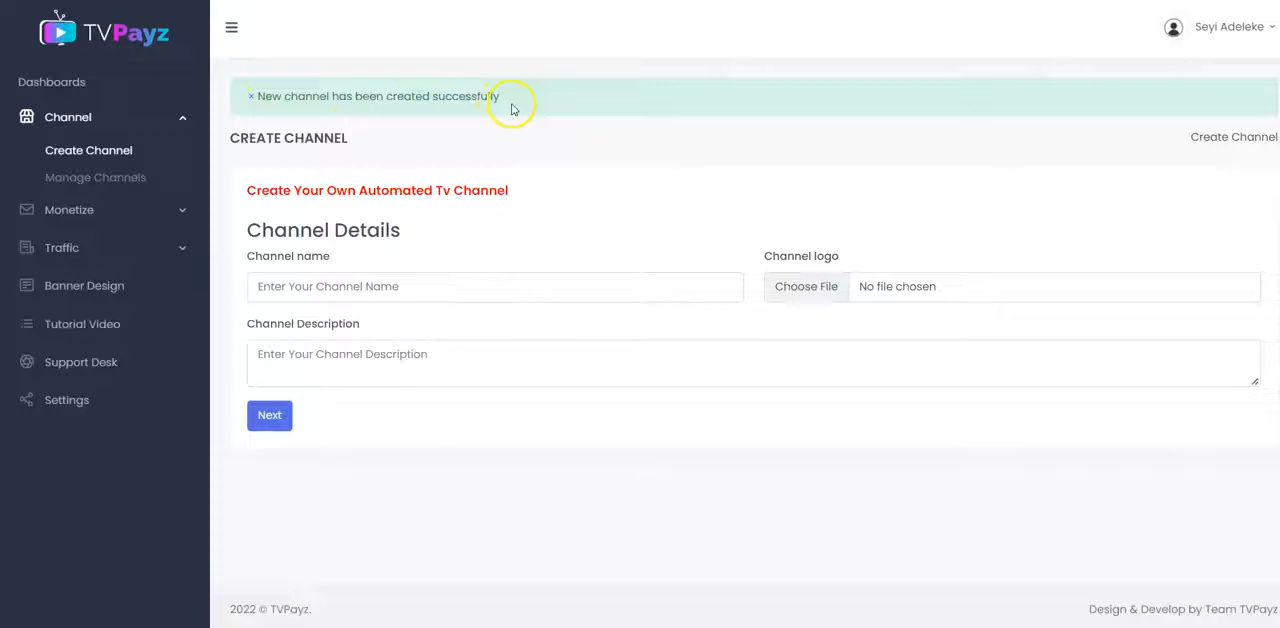 TVPayz
Seyi Adeleke
Dashboards
Channel
Create Channel
Manage Channels
Monetize
Traffic
Banner Design
Tutorial Video
Support Desk
Settings
× New channel has been created successfully
CREATE CHANNEL
Create Channel
Create Your Own Automated Tv Channel
Channel Details
Channel name
Channel logo
Enter Your Channel Name
Choose File No file chosen
Channel Description
Enter Your Channel Description
Next
2022 © TVPayz.
Design & Develop by Team TVPayz